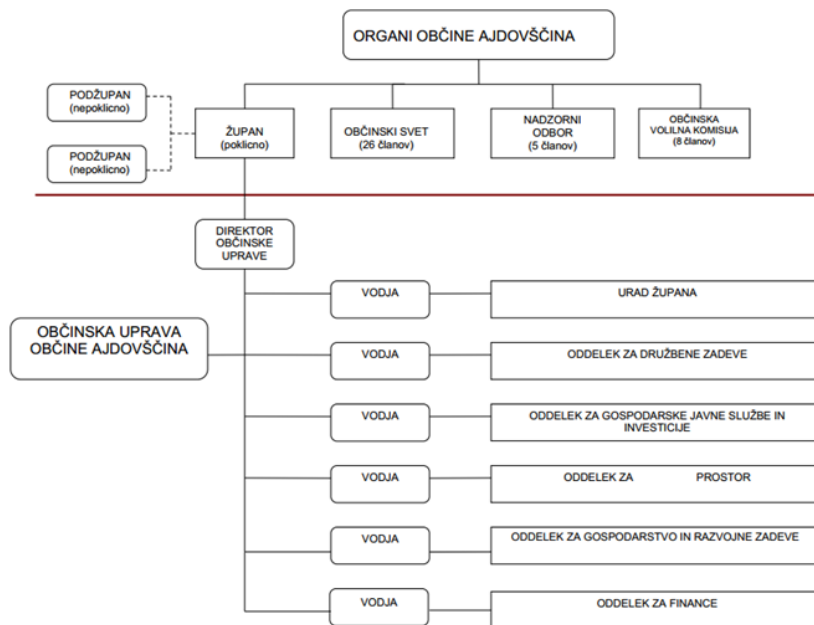 ORGANI OBČINE AJDOVŠČINA
PODŽUPAN
(nepoklicno)
PODŽUPAN
(nepoklicno)
ŽUPAN
(poklicno)
OBČINSKI SVET
(26 članov)
NADZORNI
ODBOR
(5 članov)
OBČINSKA
VOLILNA KOMISIJA
(8 članov)
DIREKTOR
OBČINSKE
UPRAVE
OBČINSKA UPRAVA
OBČINE AJDOVŠČINA
VODJA
URAD ŽUPANA
VODJA
ODDELEK ZA DRUŽBENE ZADEVE
VODJA
ODDELEK ZA GOSPODARSKE JAVNE SLUŽBE IN
INVESTICIJE
VODJA
ODDELEK ZA PROSTOR
VODJA
ODDELEK ZA GOSPODARSTVO IN RAZVOJNE ZADEVE
VODJA
ODDELEK ZA FINANCE